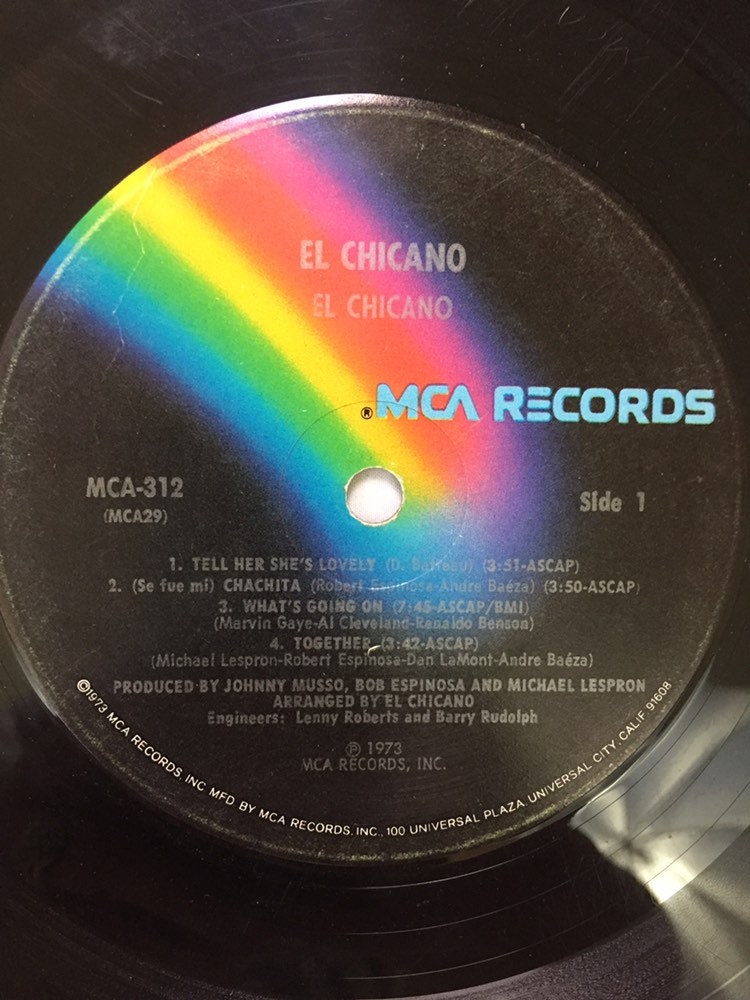 EL CHICANO
EL CHICANO
® MCA RECORDS
MCA-312
(MCA29)
Side 1
1. TELL HER SHE'S LOVELY (D. Batteau) (3:51-ASCAP)
2. (Se fue mi) CHACHITA (Robert Espinosa-Andre Baéza) (3:50-ASCAP)
3. WHAT'S GOING ON (7:45-ASCAP/BMI)
(Marvin Gaye-Al Cleveland-Renaldo Benson)
4. TOGETHER (3:42-ASCAP)
(Michael Lespron-Robert Espinosa-Dan LaMont-Andre Baéza)
PRODUCED BY JOHNNY MUSSO, BOB ESPINOSA AND MICHAEL LESPRON
ARRANGED BY EL CHICANO
Engineers: Lenny Roberts and Barry Rudolph
℗ 1973
MCA RECORDS, INC.
©1973 MCA RECORDS, INC MFD BY MCA RECORDS, INC., 100 UNIVERSAL PLAZA, UNIVERSAL CITY, CALIF. 91608